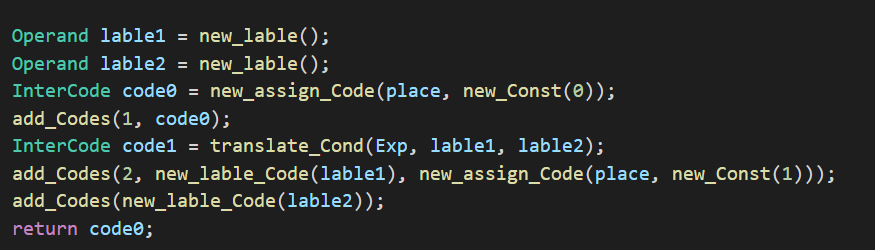 Operand lable1 = new_lable();
Operand lable2 = new_lable();
InterCode code0 = new_assign_Code(place, new_Const(0));
add_Codes(1, code0);
InterCode code1 = translate_Cond(Exp, lable1, lable2);
add_Codes(2, new_lable_Code(lable1), new_assign_Code(place, new_Const(1)));
add_Codes(new_lable_Code(lable2));
return code0;